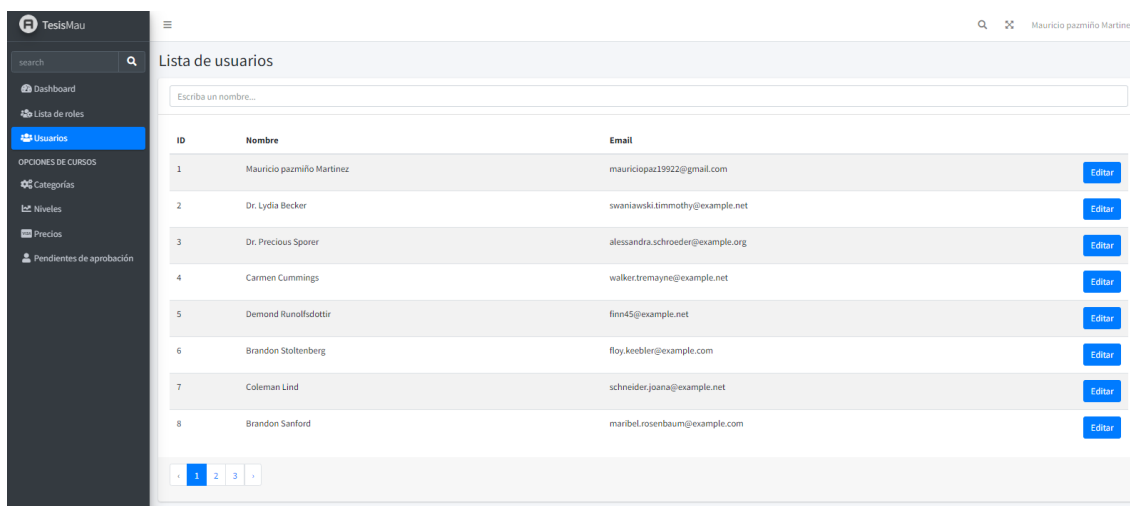 TesisMau
Mauricio pazmiño Martine
search
Lista de usuarios
Dashboard
Escriba un nombre...
Lista de roles
Usuarios
OPCIONES DE CURSOS
Categorías
Niveles
Precios
Pendientes de aprobación
ID Nombre Email
1 Mauricio pazmiño Martinez mauriciopaz19922@gmail.com Editar
2 Dr. Lydia Becker swaniawski.timmothy@example.net Editar
3 Dr. Precious Sporer alessandra.schroeder@example.org Editar
4 Carmen Cummings walker.tremayne@example.net Editar
5 Demond Runolfsdottir finn45@example.net Editar
6 Brandon Stoltenberg floy.keebler@example.com Editar
7 Coleman Lind schneider.joana@example.net Editar
8 Brandon Sanford maribel.rosenbaum@example.com Editar
‹ 1 2 3 ›